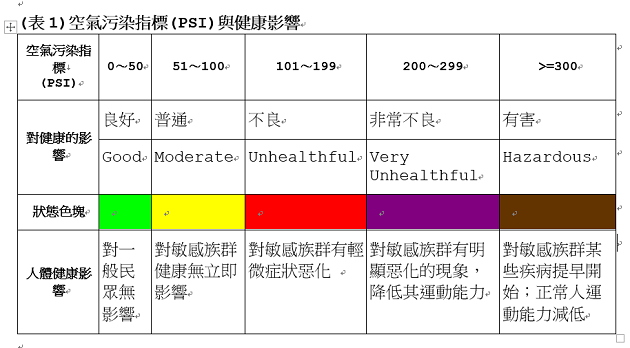 (表1)空氣污染指標(PSI)與健康影響
空氣污染指
標
(PSI)
0～50
51～100
101～199
200～299
>=300
對健康的影
響
良好
普通
不良
非常不良
有害
Good
Moderate
Unhealthful
Very
Unhealthful
Hazardous
狀態色塊
人體健康影
響
對一
般民
眾無
影響
對敏感族群
健康無立即
影響
對敏感族群有輕
微症狀惡化
對敏感族群有明
顯惡化的現象，
降低其運動能力
對敏感族群某
些疾病提早開
始；正常人運
動能力減低